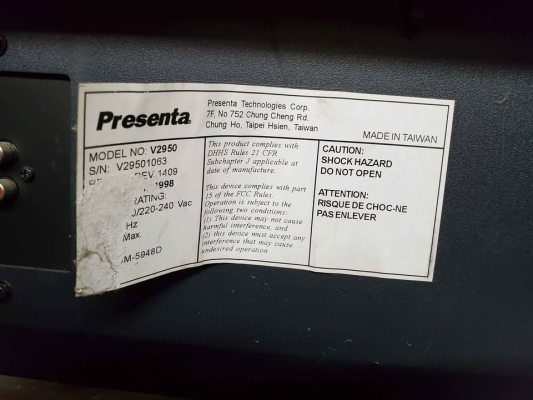 Presenta
Presenta Technologies Corp.
7F, No 752 Chung Cheng Rd.
Chung Ho, Taipei Hsien, Taiwan
MADE IN TAIWAN
MODEL NO: V2950
S/N: V29501063
REV 1409
1998
RATING:
/220-240 Vac
Hz
Max.
M-5948D
This product complies with
DHHS Rules 21 CFR
Subchapter J applicable at
date of manufacture.
This device complies with part
15 of the FCC Rules.
Operation is subject to the
following two conditions:
(1) This device may not cause
harmful interference, and
(2) this device must accept any
interference that may cause
undesired operation
CAUTION:
SHOCK HAZARD
DO NOT OPEN
ATTENTION:
RISQUE DE CHOC-NE
PAS ENLEVER